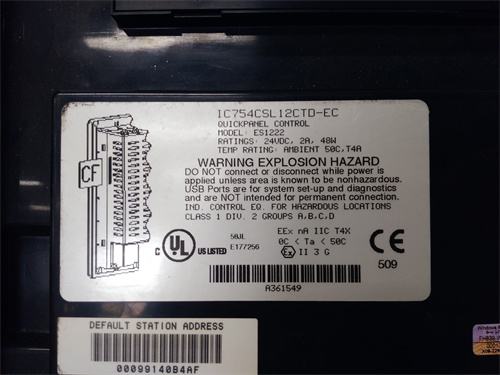 IC754CSL12CTD-EC
QUICKPANEL CONTROL
MODEL: ES1222
RATINGS: 24VDC, 2A, 48W
TEMP RATING: AMBIENT 50C,T4A
CF
WARNING EXPLOSION HAZARD
DO NOT connect or disconnect while power is
applied unless area is known to be nonhazardous.
USB Ports are for system set-up and diagnostics
and are NOT intended for permanent connection.
IND. CONTROL EQ. FOR HAZARDOUS LOCATIONS
CLASS 1 DIV. 2 GROUPS A,B,C,D
C UL US LISTED
50JL
E177256
EEx nA IIC T4X
0C < Ta < 50C
Ex II 3 G
CE
509
A361549
DEFAULT STATION ADDRESS
00099140B4AF